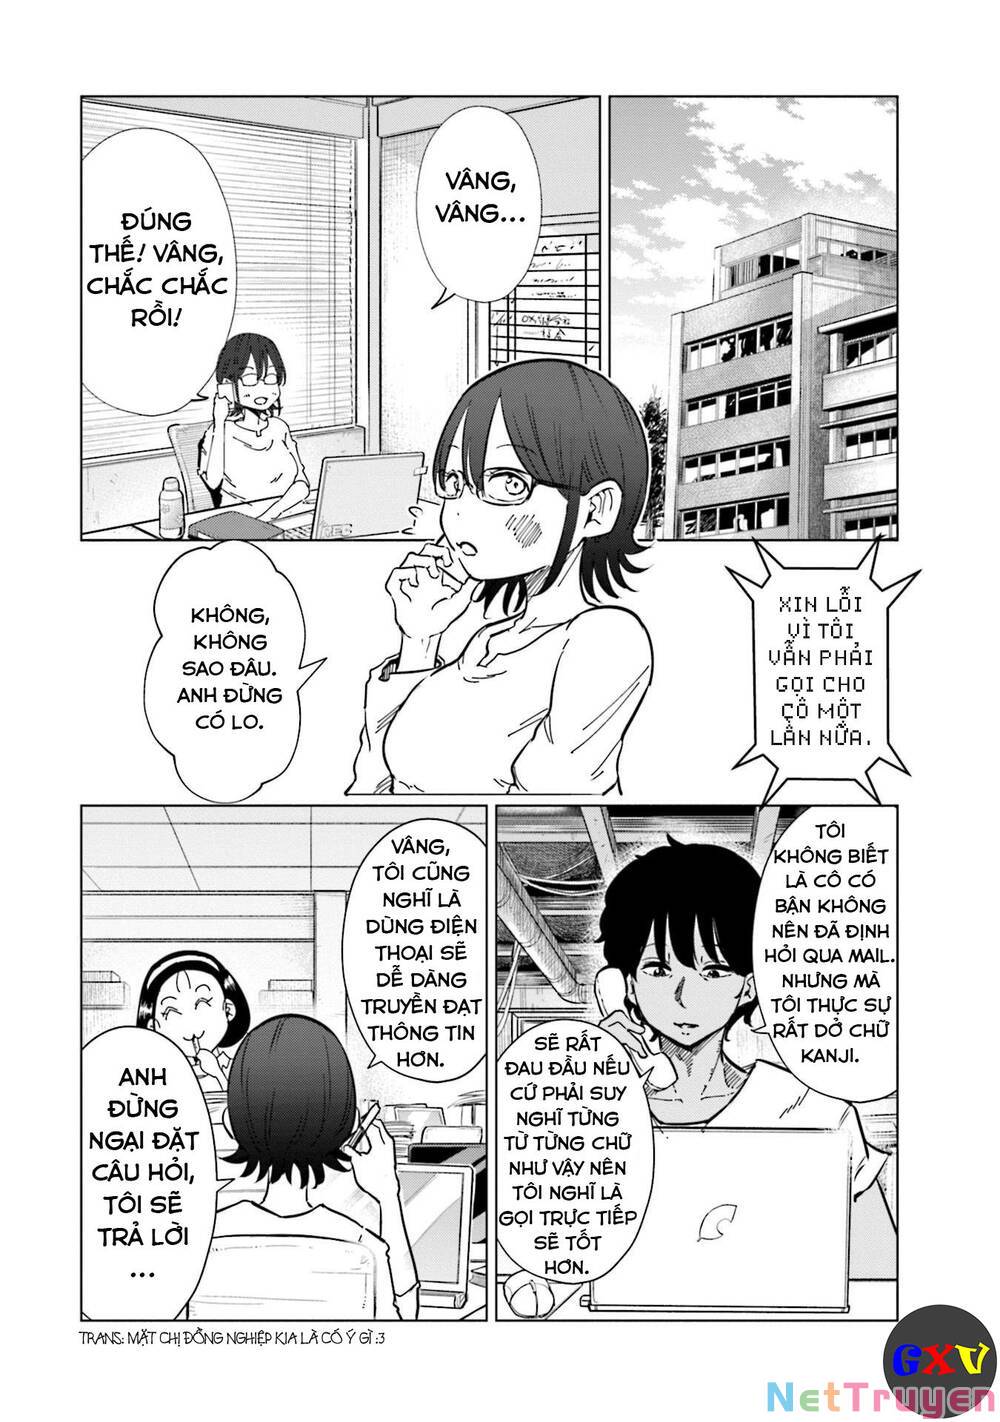 VÂNG,
VÂNG...
ĐÚNG
THẾ! VÂNG,
CHẮC CHẮC
RỒI!
XIN LỖI
VÌ TÔI
VẪN PHẢI
GỌI CHO
CÔ MỘT
LẦN NỮA.
KHÔNG,
KHÔNG
SAO ĐÂU.
ANH ĐỪNG
CÓ LO.
TÔI
KHÔNG BIẾT
LÀ CÔ CÓ
BẬN KHÔNG
NÊN ĐÃ ĐỊNH
HỎI QUA MAIL.
NHƯNG MÀ
TÔI THỰC SỰ
RẤT DỞ CHỮ
KANJI.
SẼ RẤT
ĐAU ĐẦU NẾU
CỨ PHẢI SUY
NGHĨ TỪNG
TỪ TỪNG CHỮ
NHƯ VẬY NÊN
TÔI NGHĨ LÀ
GỌI TRỰC TIẾP
SẼ TỐT
HƠN.
VÂNG,
TÔI CŨNG
NGHĨ LÀ
DÙNG ĐIỆN
THOẠI SẼ
DỄ DÀNG
TRUYỀN ĐẠT
THÔNG TIN
HƠN.
ANH
ĐỪNG
NGẠI ĐẶT
CÂU HỎI,
TÔI SẼ
TRẢ LỜI
...
TRANS: MẶT CHỊ ĐỒNG NGHIỆP KIA LÀ CÓ Ý GÌ :3
GXV
NetTruyen